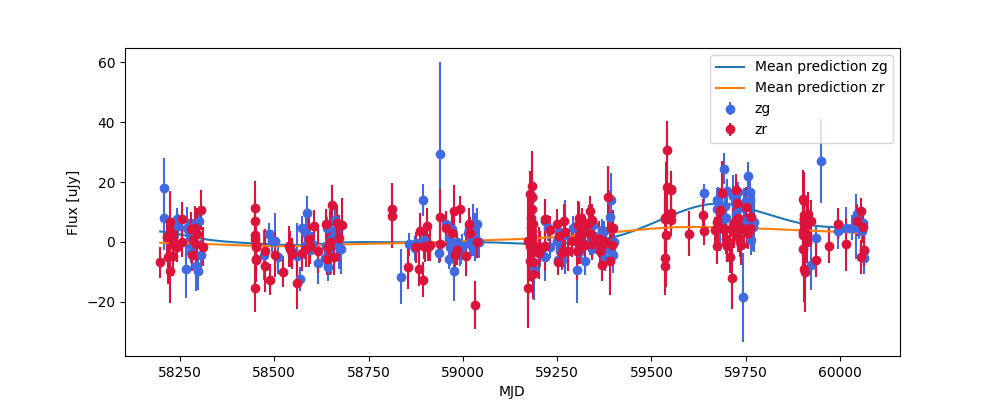 Mean prediction zg
Mean prediction zr
zg
zr
Flux [uJy]
60
40
20
0
−20
58250 58500 58750 59000 59250 59500 59750 60000
MJD